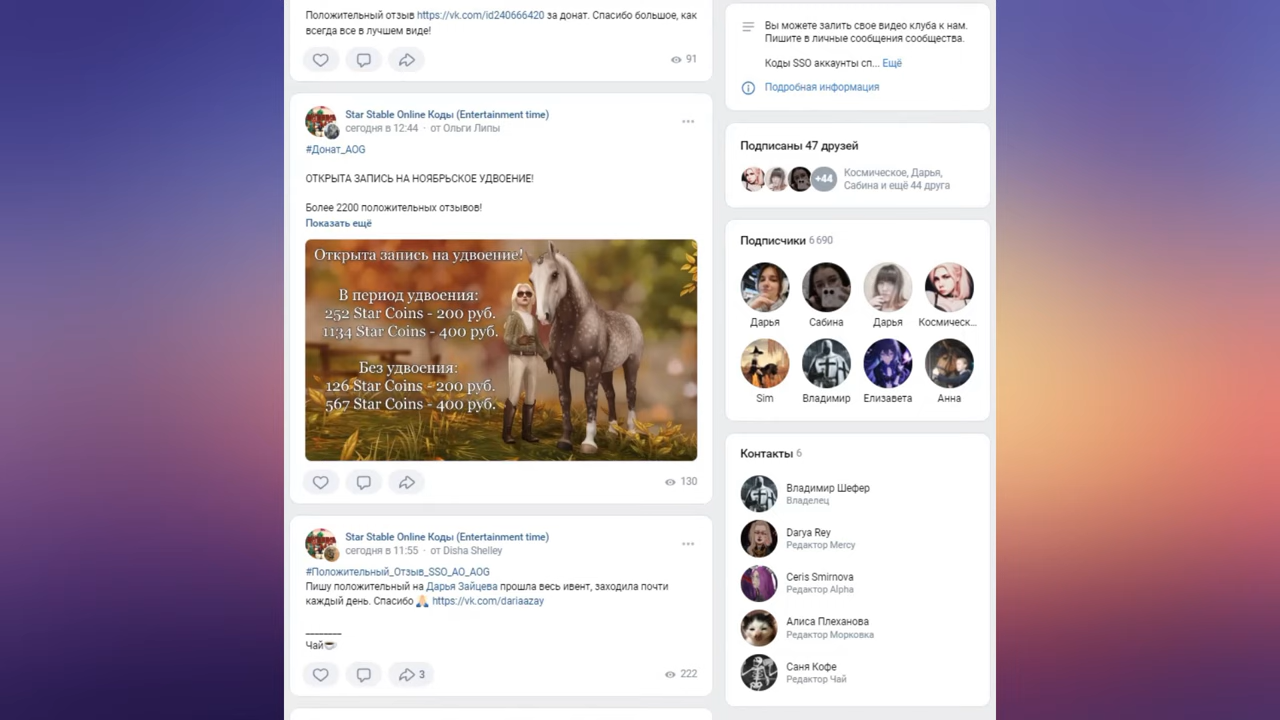 Положительный отзыв https://vk.com/id240666420 за донат. Спасибо большое, как
всегда все в лучшем виде!
91
Star Stable Online Коды (Entertainment time)
сегодня в 12:44 · от Ольги Липы
#Донат_AOG
ОТКРЫТА ЗАПИСЬ НА НОЯБРЬСКОЕ УДВОЕНИЕ!
Более 2200 положительных отзывов!
Показать ещё
Открыта запись на удвоение!
В период удвоения:
252 Star Coins - 200 руб.
1134 Star Coins - 400 руб.
Без удвоения:
126 Star Coins - 200 руб.
567 Star Coins - 400 руб.
130
Star Stable Online Коды (Entertainment time)
сегодня в 11:55 · от Disha Shelley
#Положительный_Отзыв_SSO_AO_AOG
Пишу положительный на Дарья Зайцева прошла весь ивент, заходила почти
каждый день. Спасибо 🙏 https://vk.com/dariaazay
________
Чай☕
3
222
Вы можете залить свое видео клуба к нам.
Пишите в личные сообщения сообщества.
Коды SSO аккаунты сп... Ещё
Подробная информация
Подписаны 47 друзей
+44
Космическое, Дарья,
Сабина и ещё 44 друга
Подписчики 6 690
Дарья Сабина Дарья Космическ...
Sim Владимир Елизавета Анна
Контакты 6
Владимир Шефер
Владелец
Darya Rey
Редактор Mercy
Ceris Smirnova
Редактор Alpha
Алиса Плеханова
Редактор Морковка
Саня Кофе
Редактор Чай